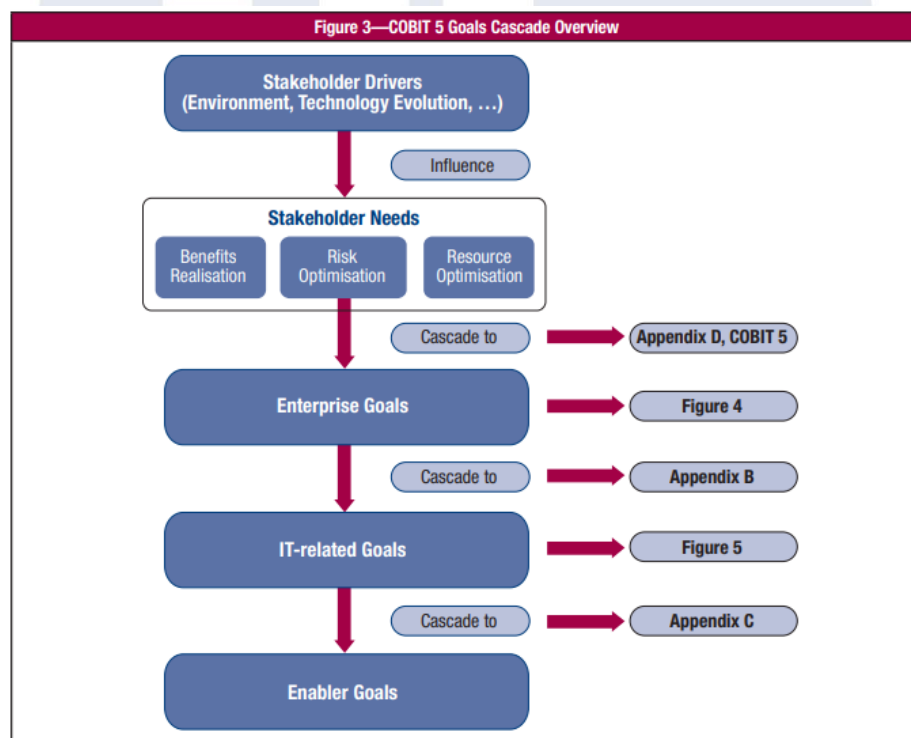 Figure 3—COBIT 5 Goals Cascade Overview
Stakeholder Drivers
(Environment, Technology Evolution, …)
Influence
Stakeholder Needs
Benefits
Realisation
Risk
Optimisation
Resource
Optimisation
Cascade to
Appendix D, COBIT 5
Enterprise Goals
Figure 4
Cascade to
Appendix B
IT-related Goals
Figure 5
Cascade to
Appendix C
Enabler Goals